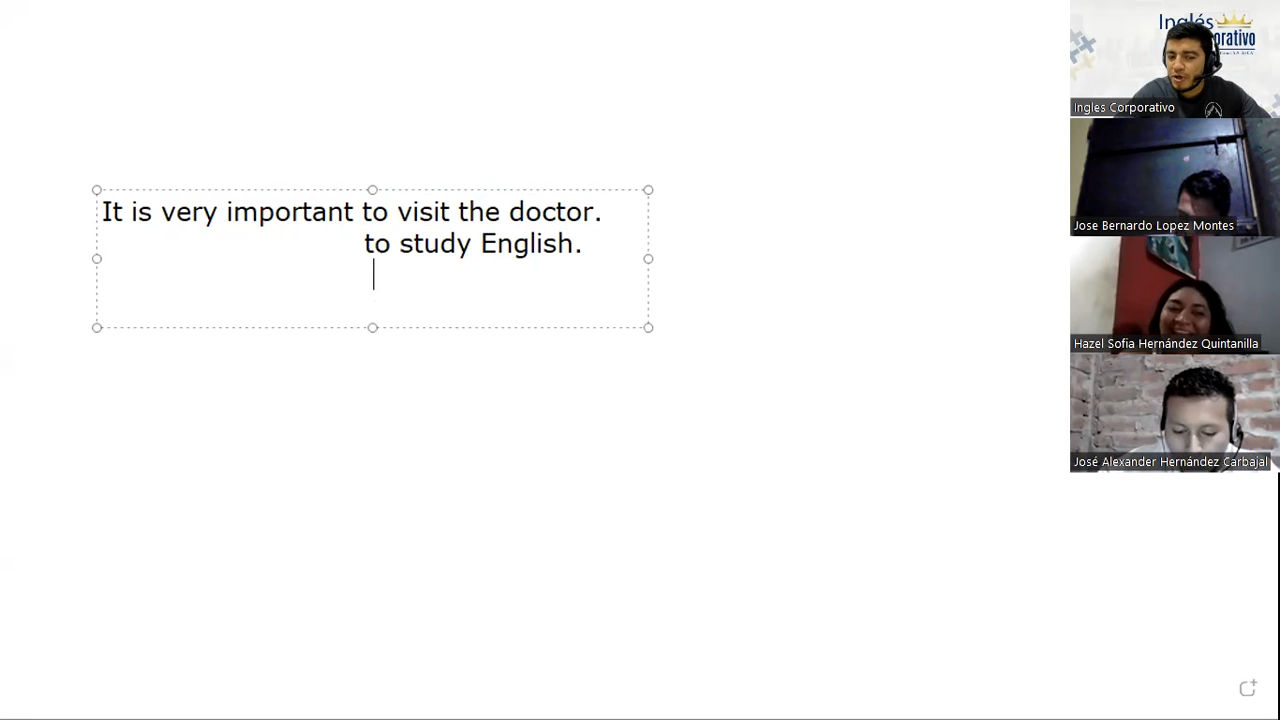 It is very important to visit the doctor.
to study English.
Inglés
orativo
Ingles Corporativo
Jose Bernardo Lopez Montes
Hazel Sofia Hernández Quintanilla
José Alexander Hernández Carbajal